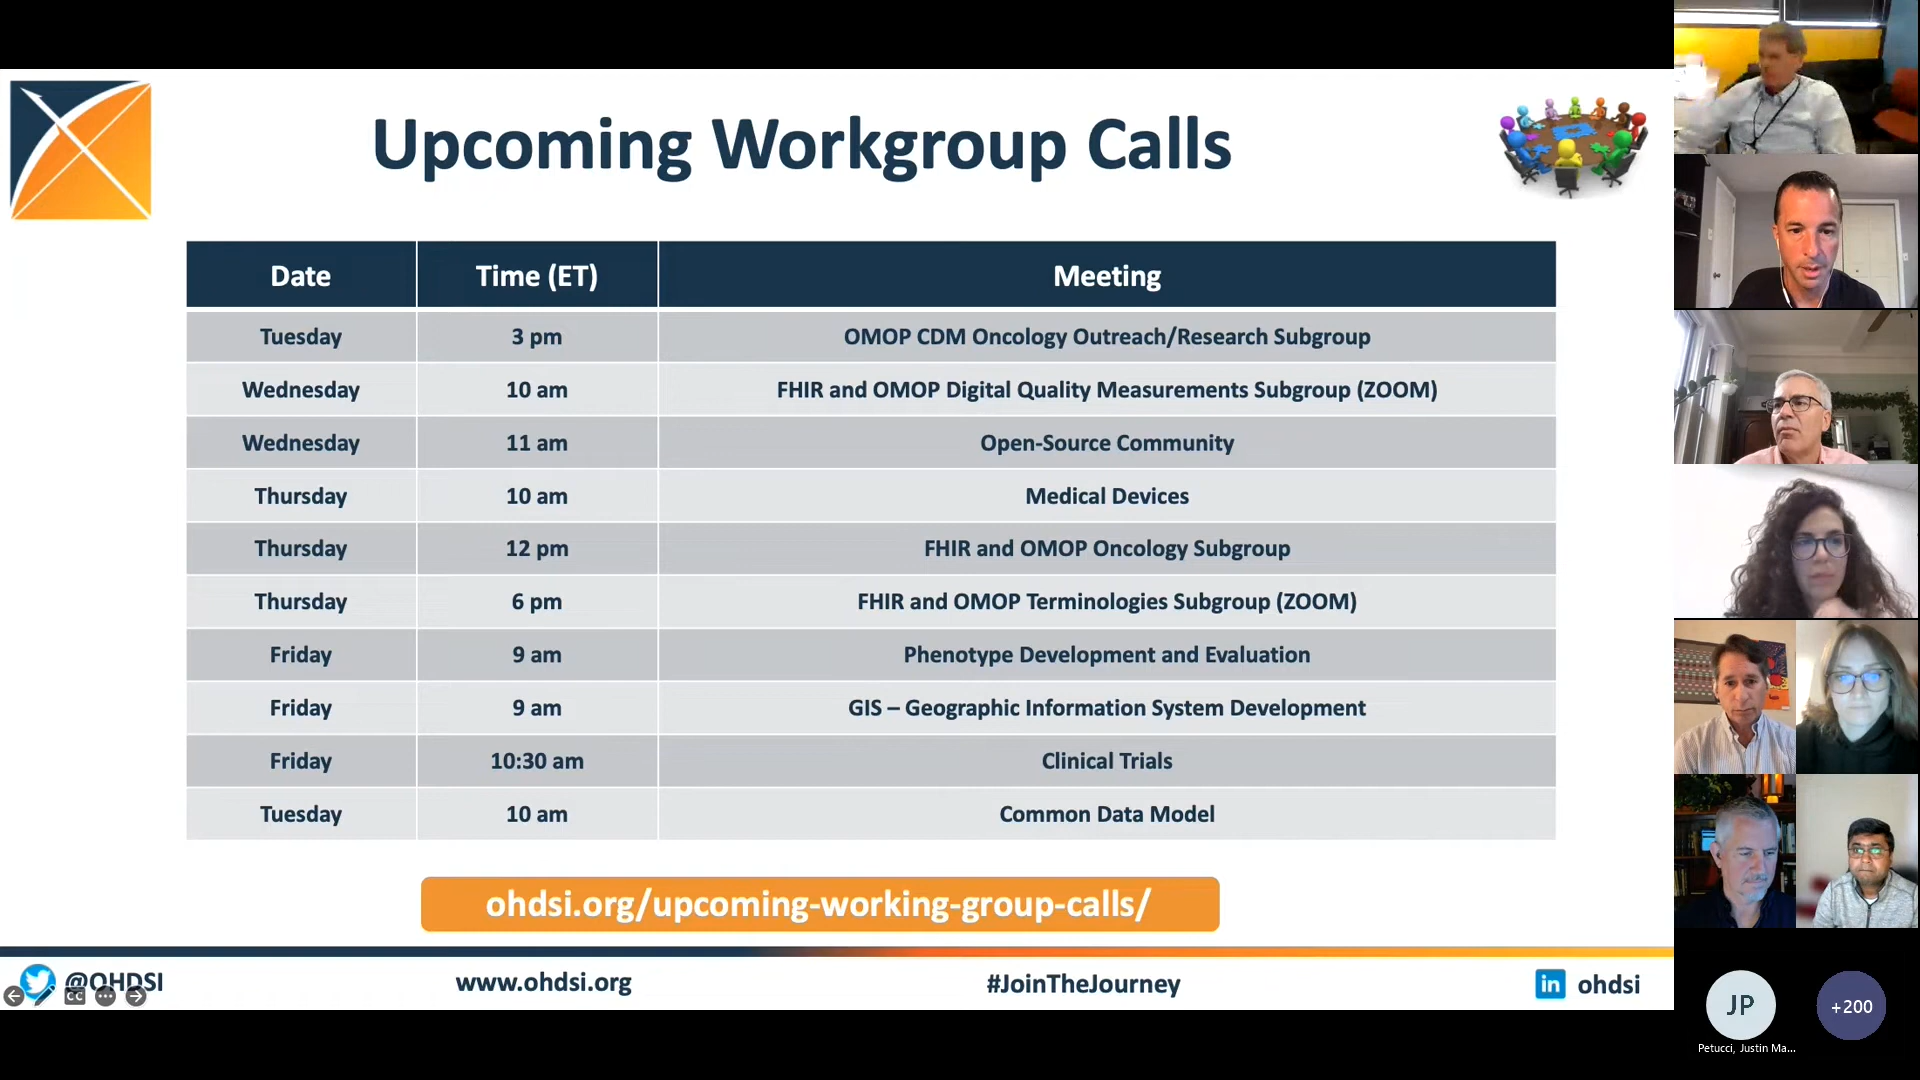 Upcoming Workgroup Calls
Date Time (ET) Meeting
Tuesday 3 pm OMOP CDM Oncology Outreach/Research Subgroup
Wednesday 10 am FHIR and OMOP Digital Quality Measurements Subgroup (ZOOM)
Wednesday 11 am Open-Source Community
Thursday 10 am Medical Devices
Thursday 12 pm FHIR and OMOP Oncology Subgroup
Thursday 6 pm FHIR and OMOP Terminologies Subgroup (ZOOM)
Friday 9 am Phenotype Development and Evaluation
Friday 9 am GIS – Geographic Information System Development
Friday 10:30 am Clinical Trials
Tuesday 10 am Common Data Model
ohdsi.org/upcoming-working-group-calls/
@OHDSI www.ohdsi.org #JoinTheJourney in ohdsi
CC
JP +200
Petucci, Justin Ma...